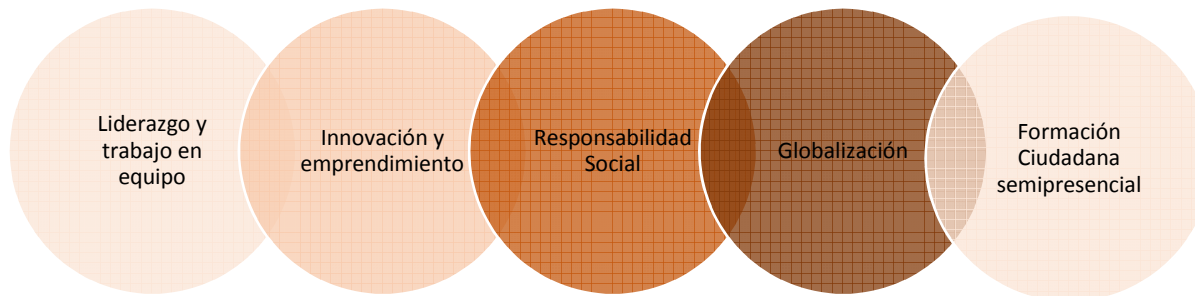 Liderazgo y
trabajo en
equipo
Innovación y
emprendimiento
Responsabilidad
Social
Globalización
Formación
Ciudadana
semipresencial